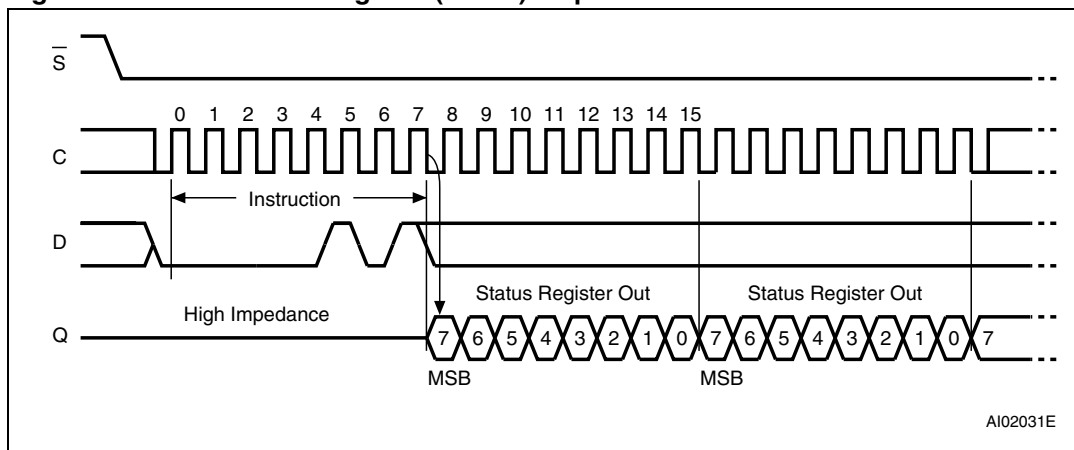 S
0 1 2 3 4 5 6 7 8 9 10 11 12 13 14 15
C
Instruction
D
Status Register Out Status Register Out
High Impedance
Q 7 6 5 4 3 2 1 0 7 6 5 4 3 2 1 0 7
MSB MSB
AI02031E